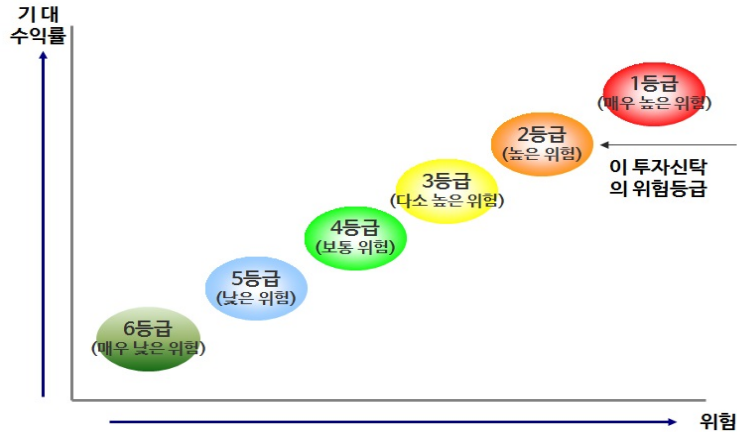 기 대
수익률
1등급
(매우 높은 위험)
2등급
(높은 위험)
이 투자신탁
의 위험등급
3등급
(다소 높은 위험)
4등급
(보통 위험)
5등급
(낮은 위험)
6등급
(매우 낮은 위험)
위험